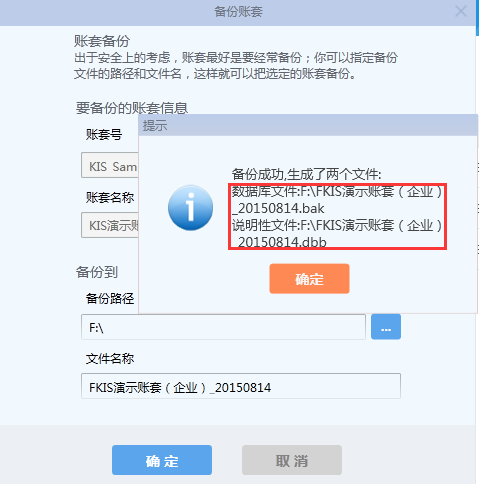 备份账套
账套备份
出于安全上的考虑，账套最好是要经常备份；你可以指定备份
文件的路径和文件名，这样就可以把选定的账套备份。
要备份的账套信息
账套号
KIS_Sam
账套名称
KIS演示账
提示
备份成功,生成了两个文件:
数据库文件:F:\FKIS演示账套（企业）
_20150814.bak
说明性文件:F:\FKIS演示账套（企业）
_20150814.dbb
确定
备份到
备份路径
F:\
...
文件名称
FKIS演示账套（企业）_20150814
确 定
取 消